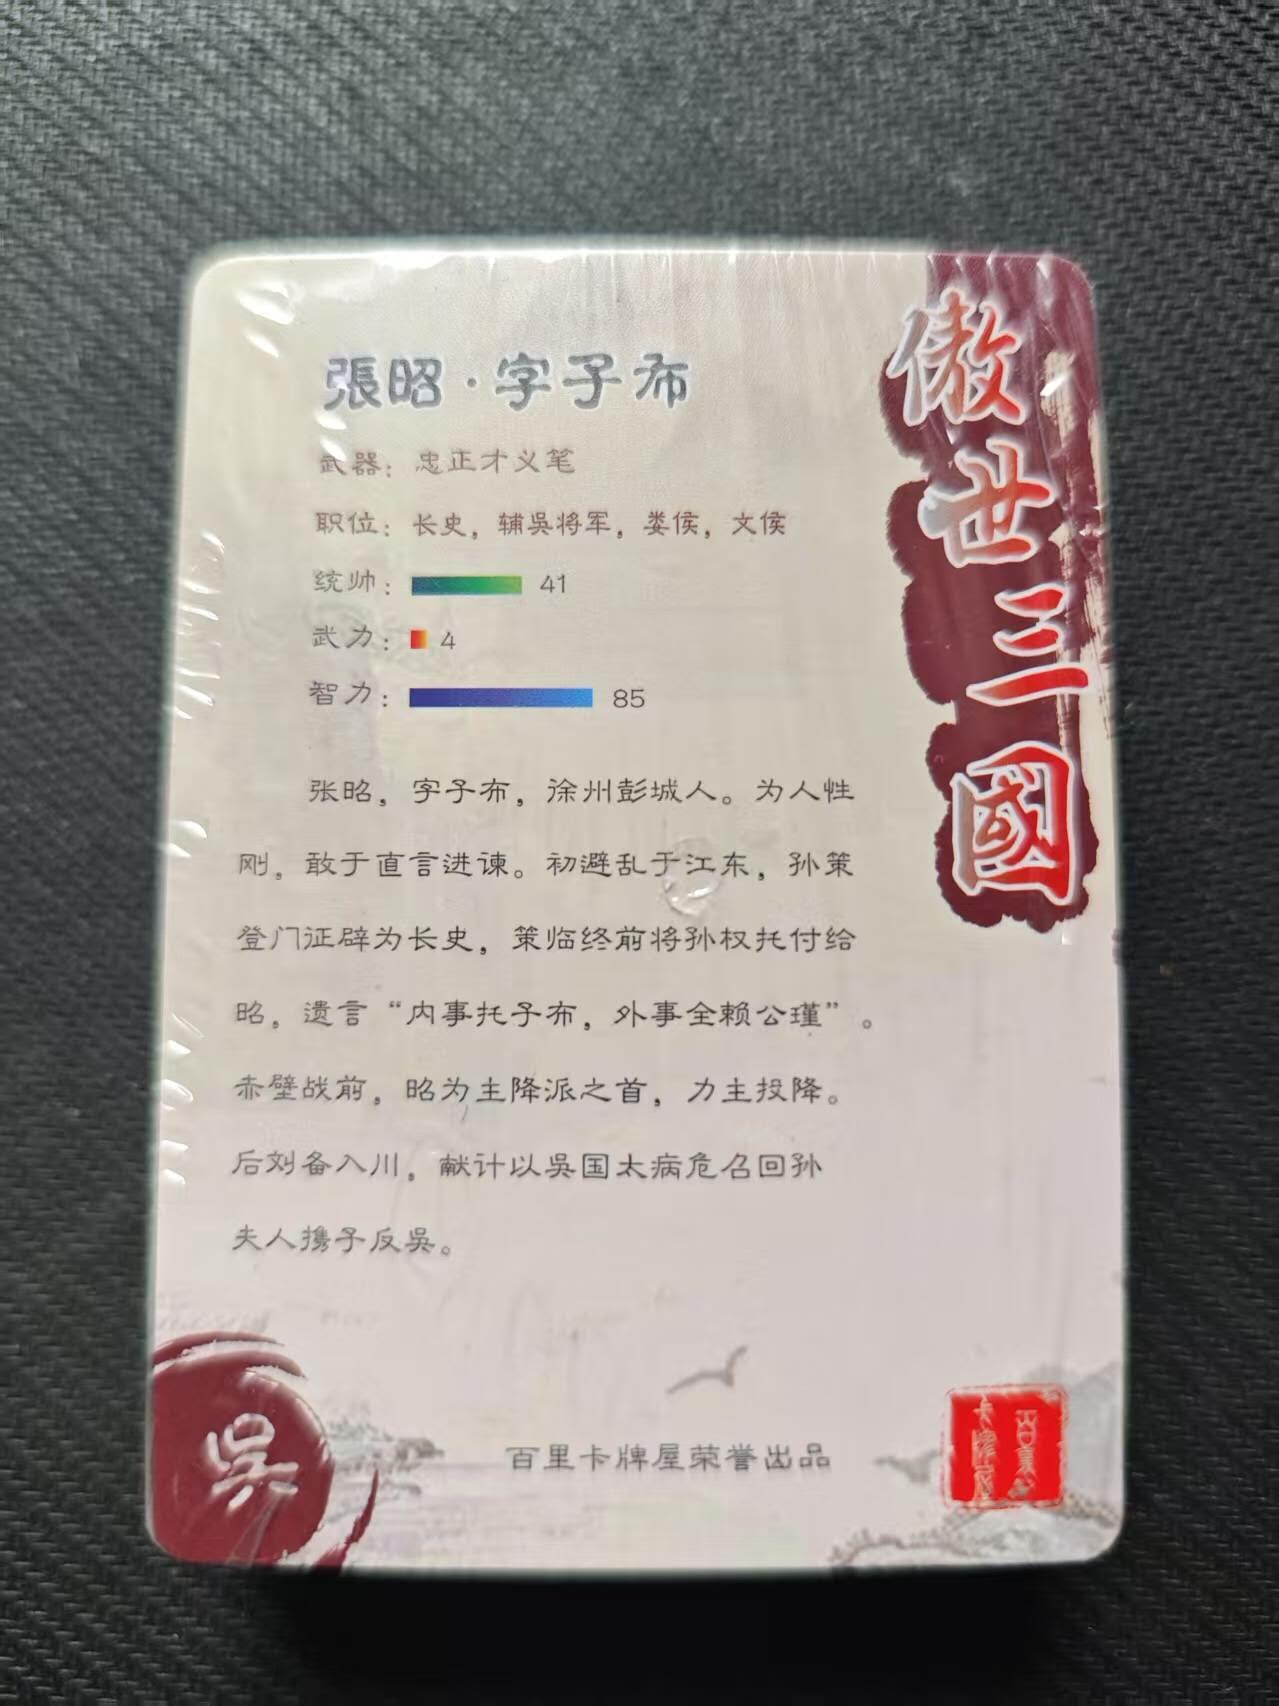 傲世三國
張昭·字子布
武器：忠正才义笔
职位：长史，辅吳将军，娄侯，文侯
统帅：41
武力：4
智力：85
张昭，字子布，徐州彭城人。为人性
刚，敢于直言进谏。初避乱于江东，孙策
登门征辟为长史，策临终前将孙权托付给
昭，遗言“内事托子布，外事全赖公瑾”。
赤壁战前，昭为主降派之首，力主投降。
后刘备入川，献计以吳国太病危召回孙
夫人携子反吳。
吳
百里卡牌屋荣誉出品